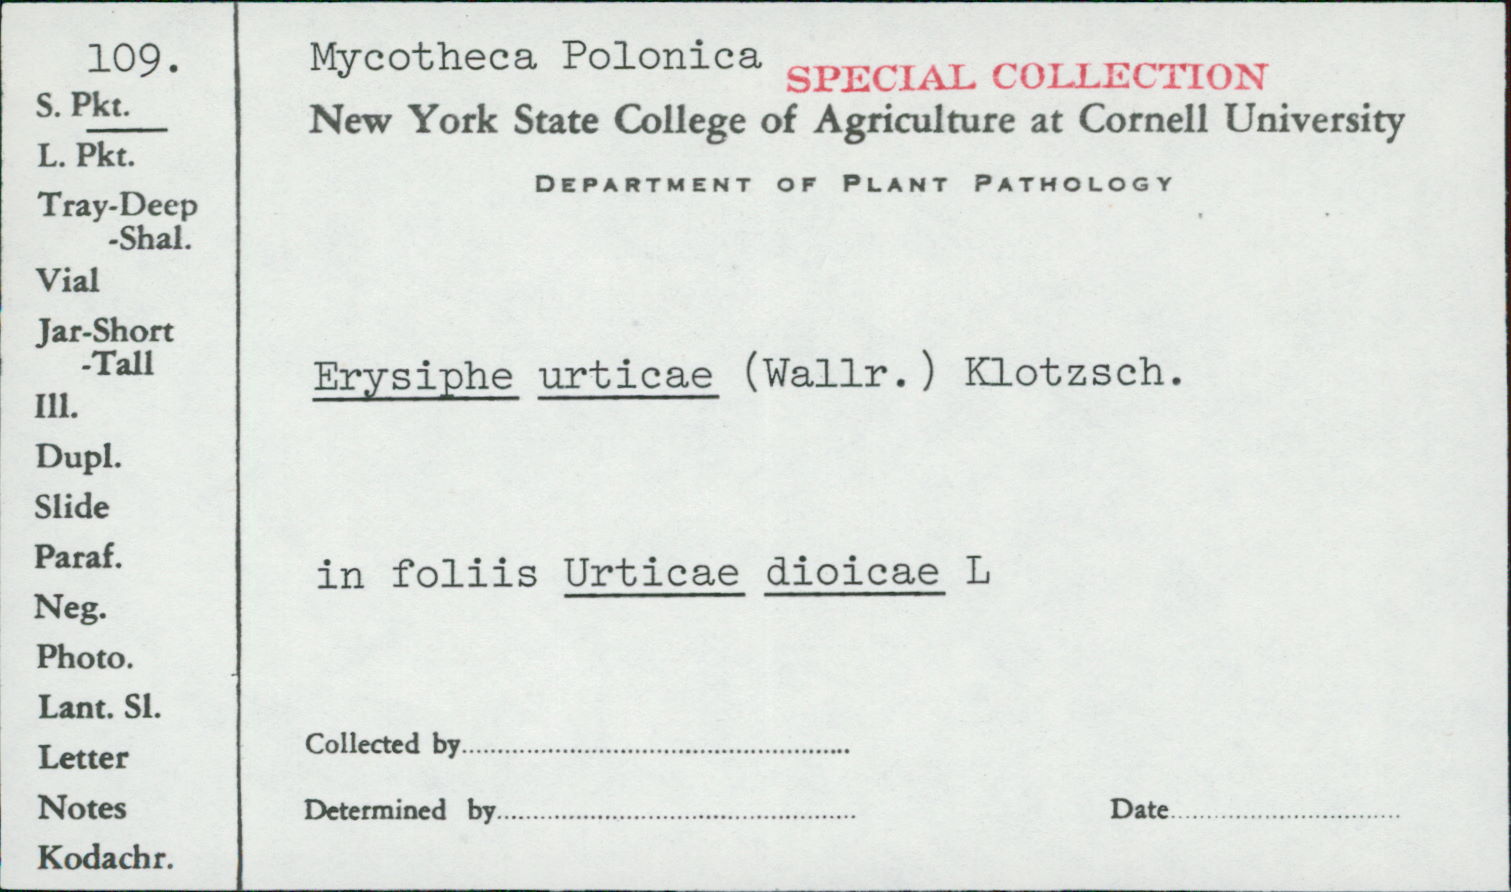 109.
S. Pkt.
L. Pkt.
Tray-Deep
-Shal.
Vial
Jar-Short
-Tall
Ill.
Dupl.
Slide
Paraf.
Neg.
Photo.
Lant. Sl.
Letter
Notes
Kodachr.
Mycotheca Polonica
SPECIAL COLLECTION
New York State College of Agriculture at Cornell University
DEPARTMENT OF PLANT PATHOLOGY
Erysiphe urticae (Wallr.) Klotzsch.
in foliis Urticae dioicae L
Collected by
Determined by Date